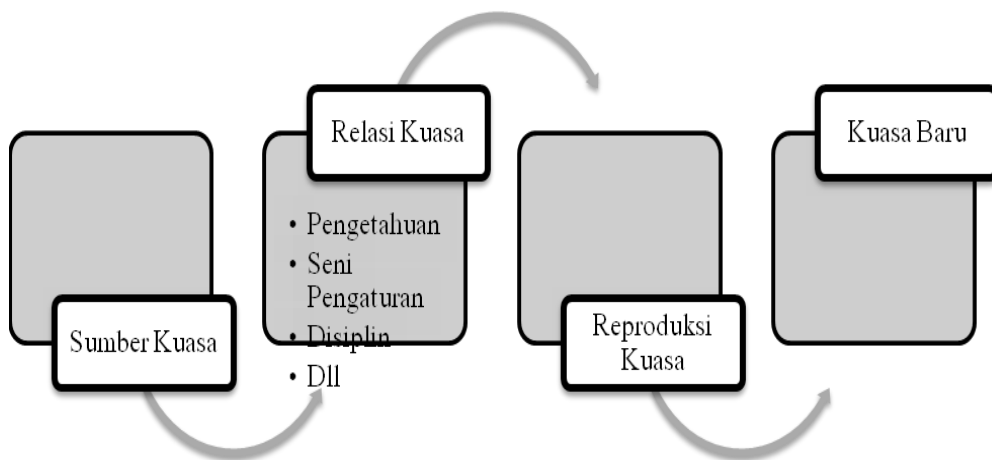 Sumber Kuasa
Relasi Kuasa
• Pengetahuan
• Seni
Pengaturan
• Disiplin
• Dll
Reproduksi
Kuasa
Kuasa Baru